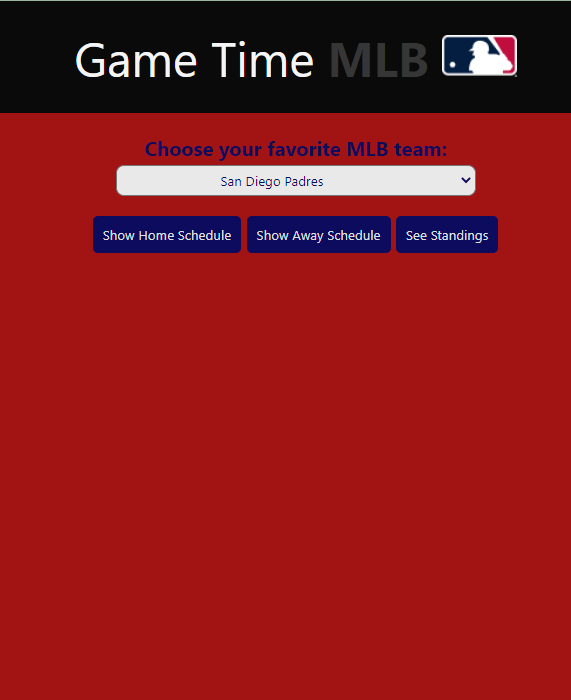 Game Time MLB
Choose your favorite MLB team:
San Diego Padres
Show Home Schedule Show Away Schedule See Standings